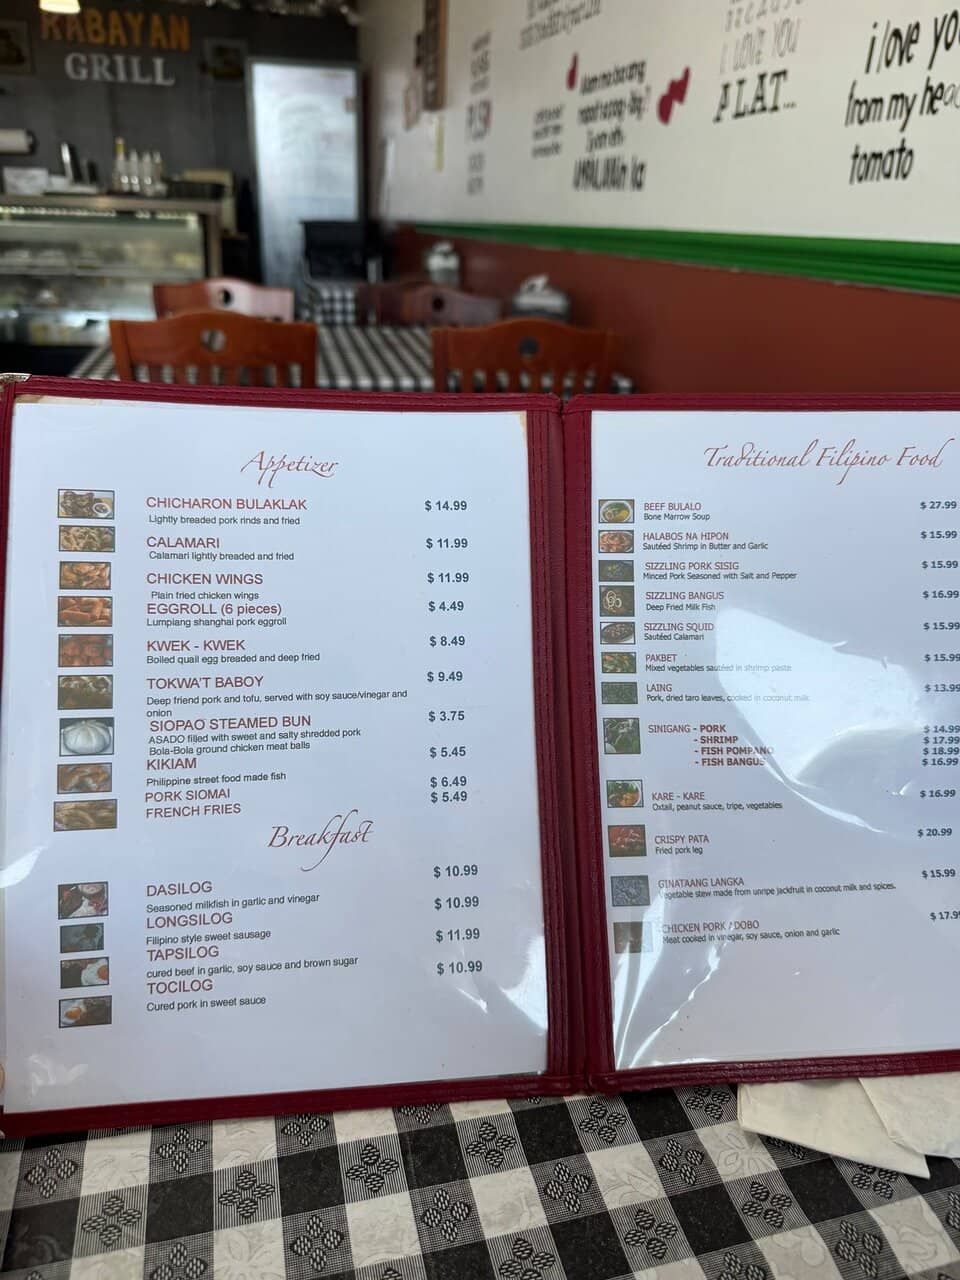 KABAYAN
GRILL
I LOVE YOU
A LAT...
i love you
from my hea
tomato
Appetizer
CHICHARON BULAKLAK $ 14.99
Lightly breaded pork rinds and fried
CALAMARI $ 11.99
Calamari lightly breaded and fried
CHICKEN WINGS $ 11.99
Plain fried chicken wings
EGGROLL (6 pieces) $ 4.49
Lumpiang shanghai pork eggroll
KWEK - KWEK $ 8.49
Boiled quail egg breaded and deep fried
TOKWA'T BABOY $ 9.49
Deep friend pork and tofu, served with soy sauce/vinegar and
onion
SIOPAO STEAMED BUN $ 3.75
ASADO filled with sweet and salty shredded pork
Bola-Bola ground chicken meat balls
KIKIAM $ 5.45
Philippine street food made fish
PORK SIOMAI $ 6.49
FRENCH FRIES $ 5.49
Breakfast
DASILOG $ 10.99
Seasoned milkfish in garlic and vinegar
LONGSILOG $ 10.99
Filipino style sweet sausage
TAPSILOG $ 11.99
cured beef in garlic, soy sauce and brown sugar
TOCILOG $ 10.99
Cured pork in sweet sauce
Traditional Filipino Food
BEEF BULALO $ 27.99
Bone Marrow Soup
HALABOS NA HIPON $ 15.99
Sautéed Shrimp in Butter and Garlic
SIZZLING PORK SISIG $ 15.99
Minced Pork Seasoned with Salt and Pepper
SIZZLING BANGUS $ 16.99
Deep Fried Milk Fish
SIZZLING SQUID $ 15.99
Sautéed Calamari
PAKBET $ 15.99
Mixed vegetables sautéed in shrimp paste
LAING $ 13.99
Pork, dried taro leaves, cooked in coconut milk
SINIGANG - PORK $ 14.99
- SHRIMP $ 17.99
- FISH POMPANO $ 18.99
- FISH BANGUS $ 16.99
KARE - KARE $ 16.99
Oxtail, peanut sauce, tripe, vegetables
CRISPY PATA $ 20.99
Fried pork leg
GINATAANG LANGKA $ 15.99
Vegetable stew made from unripe jackfruit in coconut milk and spices.
CHICKEN PORK ADOBO $ 17.9
Meat cooked in vinegar, soy sauce, onion and garlic